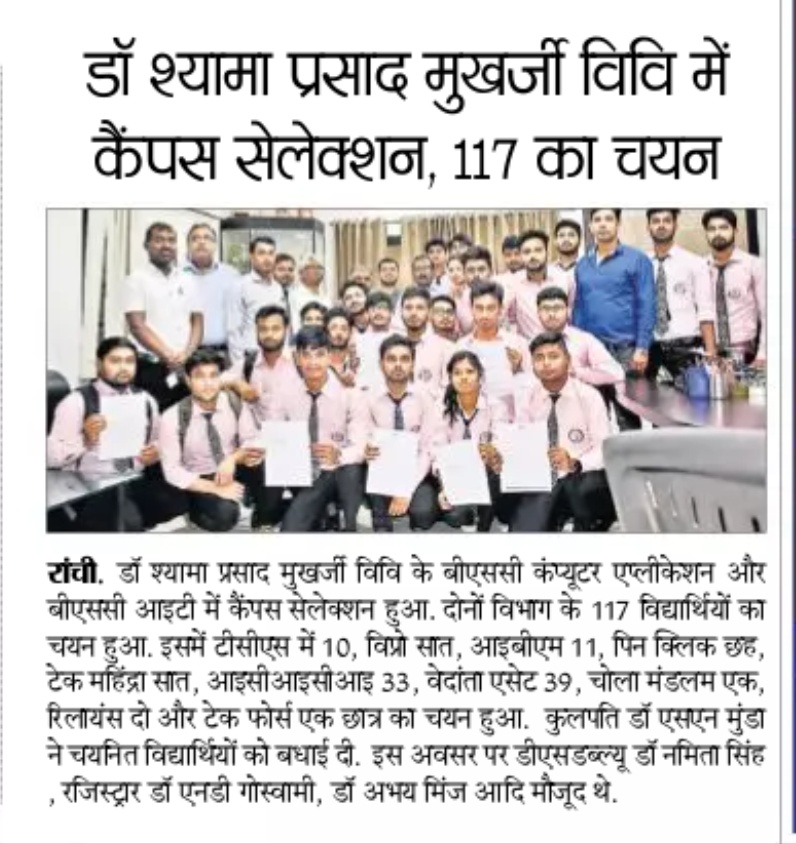 डॉ श्यामा प्रसाद मुखर्जी विवि में
कैंपस सेलेक्शन, 117 का चयन
रांची. डॉ श्यामा प्रसाद मुखर्जी विवि के बीएससी कंप्यूटर एप्लीकेशन और
बीएससी आइटी में कैंपस सेलेक्शन हुआ. दोनों विभाग के 117 विद्यार्थियों का
चयन हुआ. इसमें टीसीएस में 10, विप्रो सात, आइबीएम 11, पिन क्लिक छह,
टेक महिंद्रा सात, आइसीआइसीआइ 33, वेदांता एसेट 39, चोला मंडलम एक,
रिलायंस दो और टेक फोर्स एक छात्र का चयन हुआ. कुलपति डॉ एसएन मुंडा
ने चयनित विद्यार्थियों को बधाई दी. इस अवसर पर डीएसडब्ल्यू डॉ नमिता सिंह
, रजिस्ट्रार डॉ एनडी गोस्वामी, डॉ अभय मिंज आदि मौजूद थे.